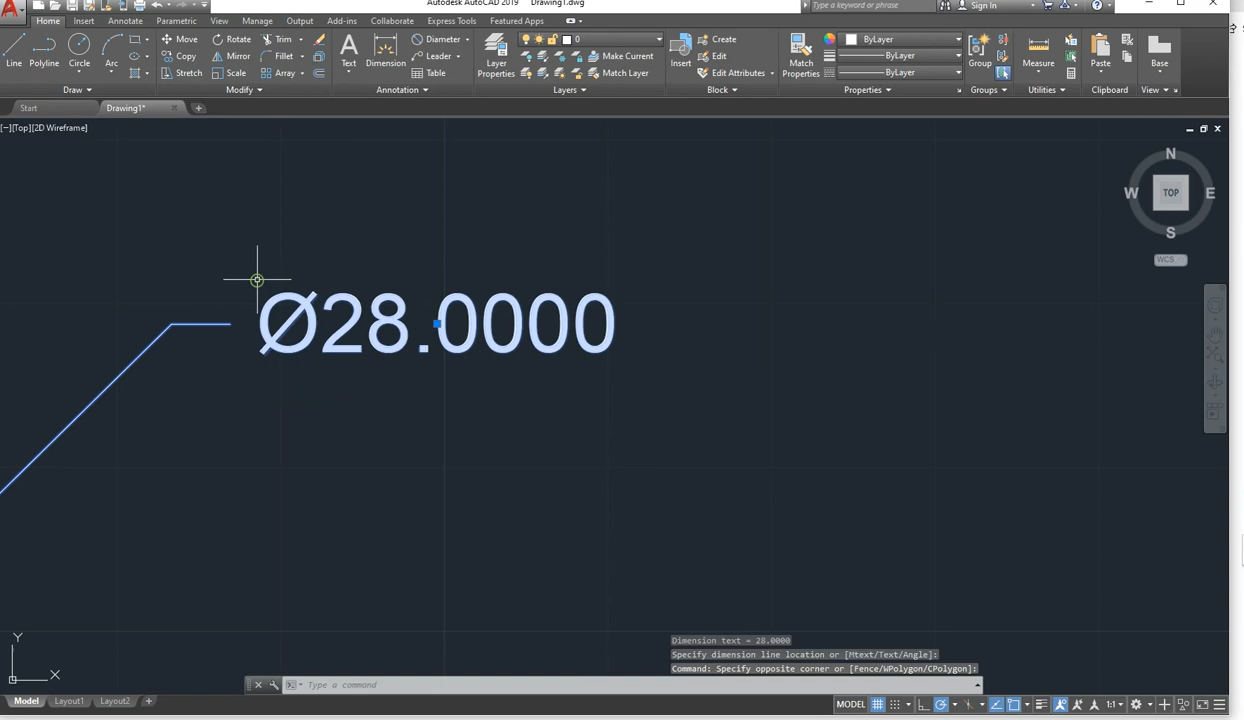 Autodesk AutoCAD 2019 Drawing1.dwg
Type a keyword or phrase
Sign In
Home Insert Annotate Parametric View Manage Output Add-ins Collaborate Express Tools Featured Apps
Line Polyline Circle Arc
Move Rotate Trim
Copy Mirror Fillet
Stretch Scale Array
Text Dimension
Diameter
Leader
Table
Layer
Properties
0
Make Current
Match Layer
Insert
Create
Edit
Edit Attributes
Match
Properties
ByLayer
ByLayer
ByLayer
Group Measure Paste Base
Draw Modify Annotation Layers Block Properties Groups Utilities Clipboard View
Start Drawing1*
[−][Top][2D Wireframe]
N
W TOP E
S
WCS
Ø28.0000
Y
X
Dimension text = 28.0000
Specify dimension line location or [Mtext/Text/Angle]:
Command: Specify opposite corner or [Fence/WPolygon/CPolygon]:
Type a command
Model Layout1 Layout2 +
MODEL 1:1